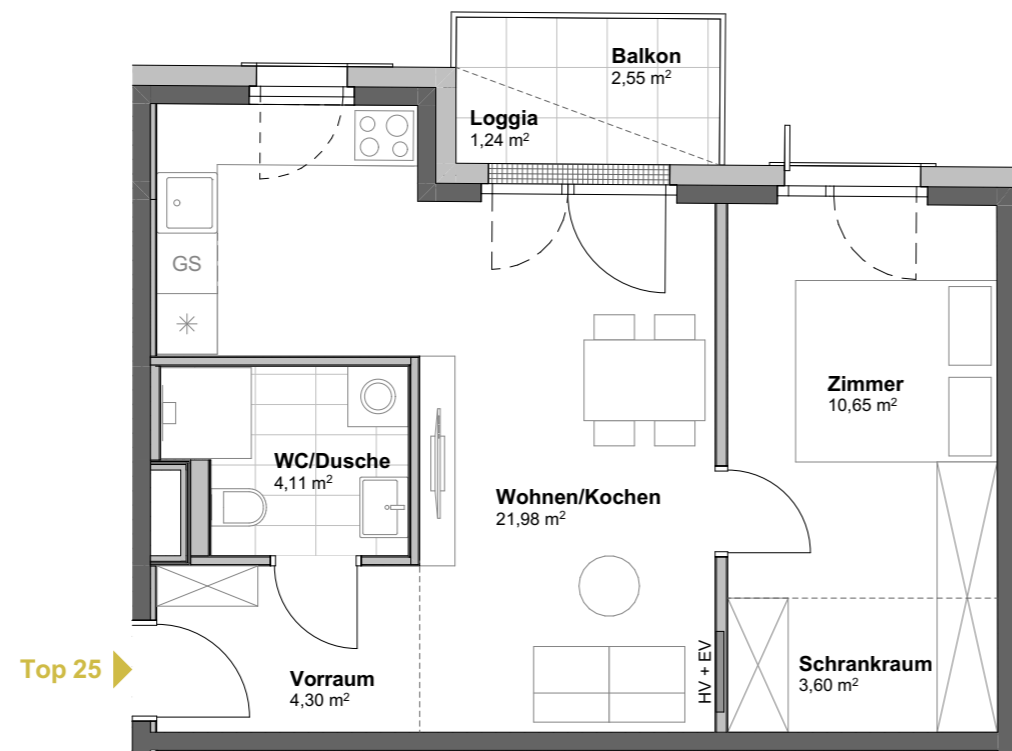 Balkon
2,55 m²
Loggia
1,24 m²
GS
Zimmer
10,65 m²
WC/Dusche
4,11 m²
Wohnen/Kochen
21,98 m²
HV + EV
Top 25
Vorraum
4,30 m²
Schrankraum
3,60 m²